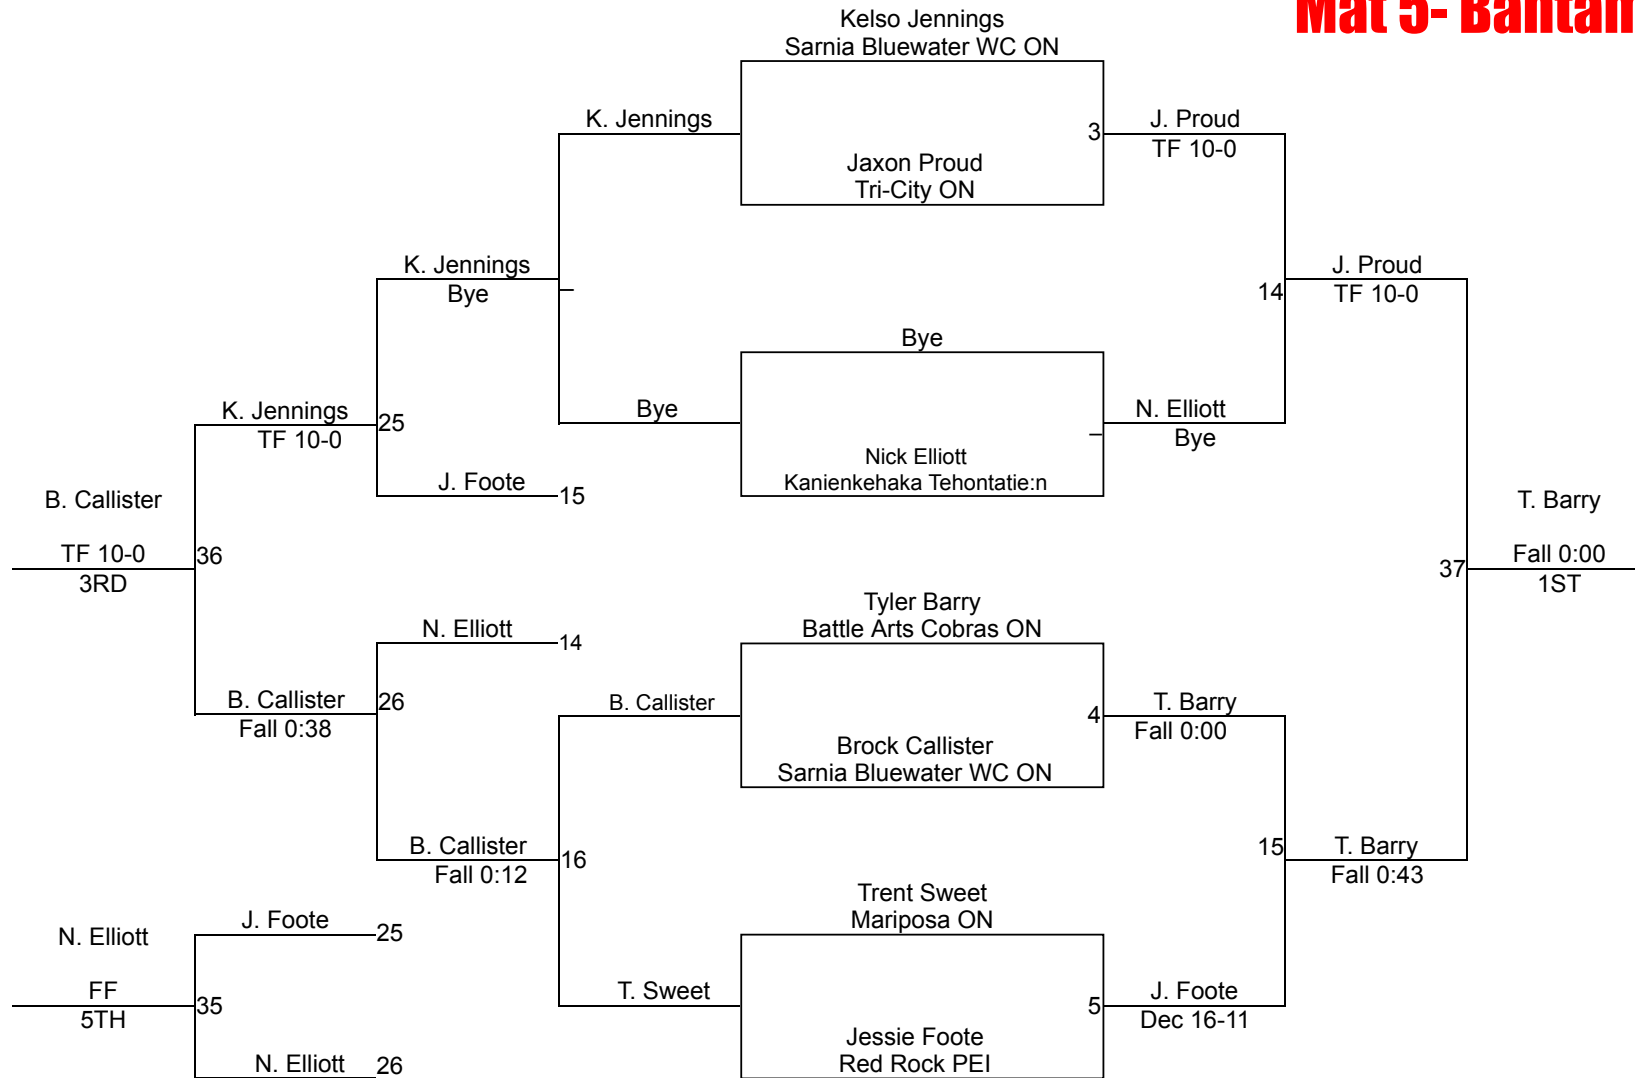 Mat 5- Bantam
Kelso Jennings
Sarnia Bluewater WC ON
K. Jennings
3
J. Proud
TF 10-0
Jaxon Proud
Tri-City ON
K. Jennings
Bye
–
14
J. Proud
TF 10-0
Bye
K. Jennings
TF 10-0
25
Bye
–
N. Elliott
Bye
Nick Elliott
Kanienkehaka Tehontatie:n
J. Foote
15
B. Callister
TF 10-0
3RD
36
37
T. Barry
Fall 0:00
1ST
Tyler Barry
Battle Arts Cobras ON
N. Elliott
14
B. Callister
Fall 0:38
26
B. Callister
4
T. Barry
Fall 0:00
Brock Callister
Sarnia Bluewater WC ON
B. Callister
Fall 0:12
16
15
T. Barry
Fall 0:43
Trent Sweet
Mariposa ON
N. Elliott
FF
5TH
J. Foote
25
35
T. Sweet
5
J. Foote
Dec 16-11
Jessie Foote
Red Rock PEI
N. Elliott
26